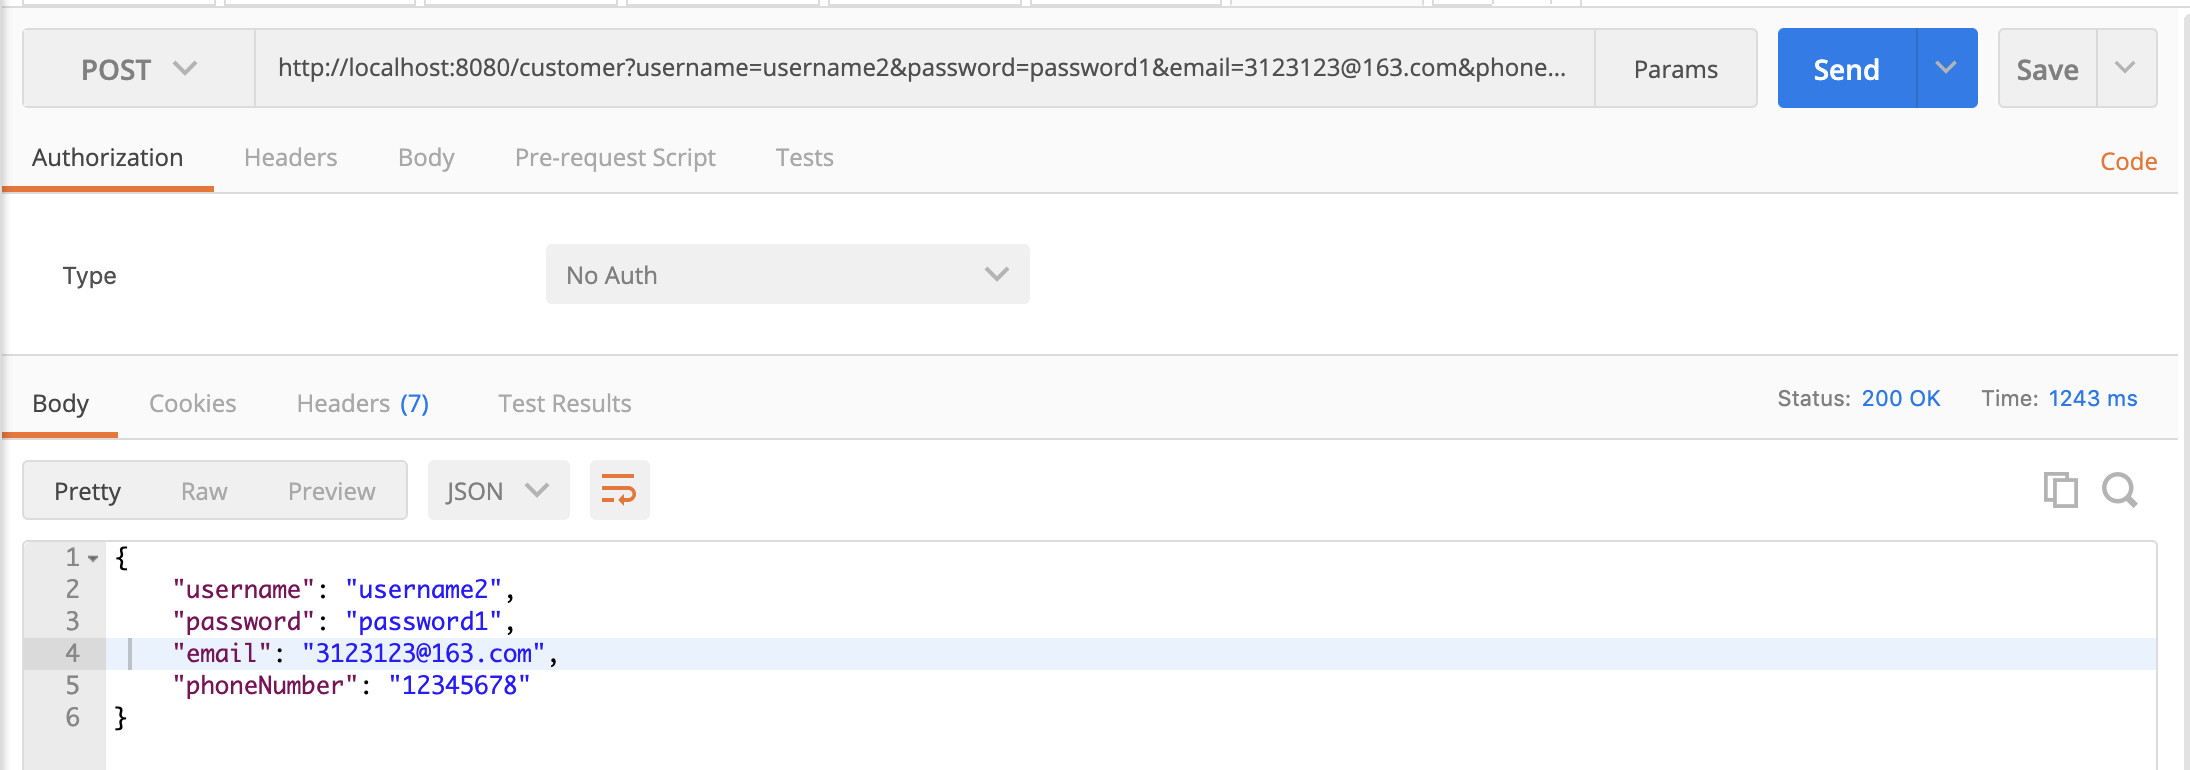 POST http://localhost:8080/customer?username=username2&password=password1&email=3123123@163.com&phone... Params Send Save
Authorization Headers Body Pre-request Script Tests Code
Type No Auth
Body Cookies Headers (7) Test Results Status: 200 OK Time: 1243 ms
Pretty Raw Preview JSON
1 {
2 "username": "username2",
3 "password": "password1",
4 "email": "3123123@163.com",
5 "phoneNumber": "12345678"
6 }